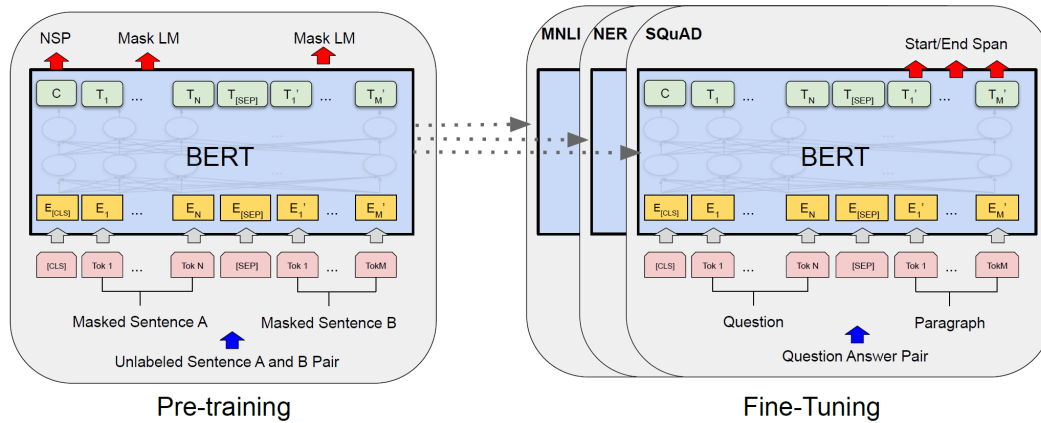 NSP Mask LM Mask LM
C T1 ... TN T[SEP] T1' ... TM'
BERT
E[CLS] E1 ... EN E[SEP] E1' ... EM'
[CLS] Tok 1 ... Tok N [SEP] Tok 1 ... TokM
Masked Sentence A Masked Sentence B
Unlabeled Sentence A and B Pair
Pre-training
MNLI NER SQuAD
Start/End Span
C T1 ... TN T[SEP] T1' ... TM'
BERT
E[CLS] E1 ... EN E[SEP] E1' ... EM'
[CLS] Tok 1 ... Tok N [SEP] Tok 1 ... TokM
Question Paragraph
Question Answer Pair
Fine-Tuning